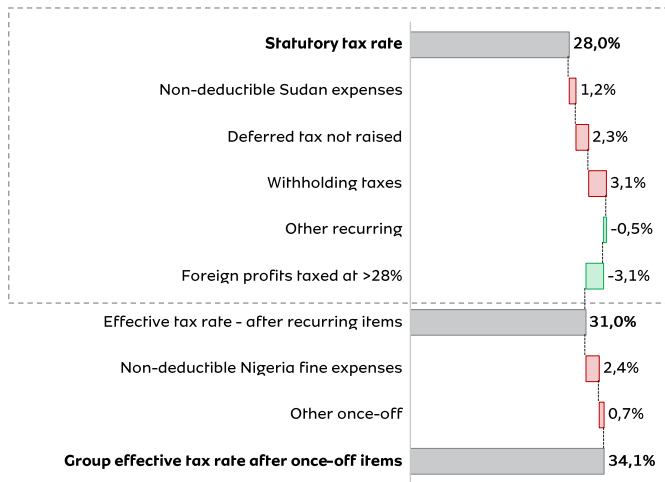 Statutory tax rate 28,0%
Non-deductible Sudan expenses 1,2%
Deferred tax not raised 2,3%
Withholding taxes 3,1%
Other recurring -0,5%
Foreign profits taxed at >28% -3,1%
Effective tax rate - after recurring items 31,0%
Non-deductible Nigeria fine expenses 2,4%
Other once-off 0,7%
Group effective tax rate after once-off items 34,1%